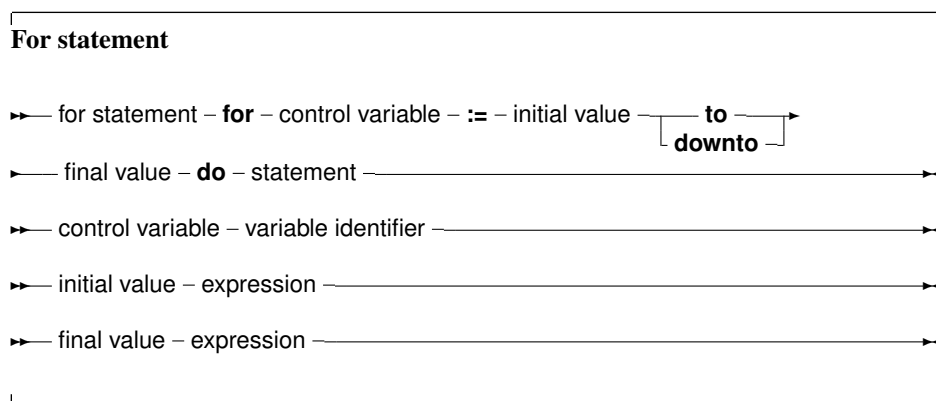 For statement
for statement – for – control variable – := – initial value – to –
downto –
final value – do – statement –
control variable – variable identifier –
initial value – expression –
final value – expression –